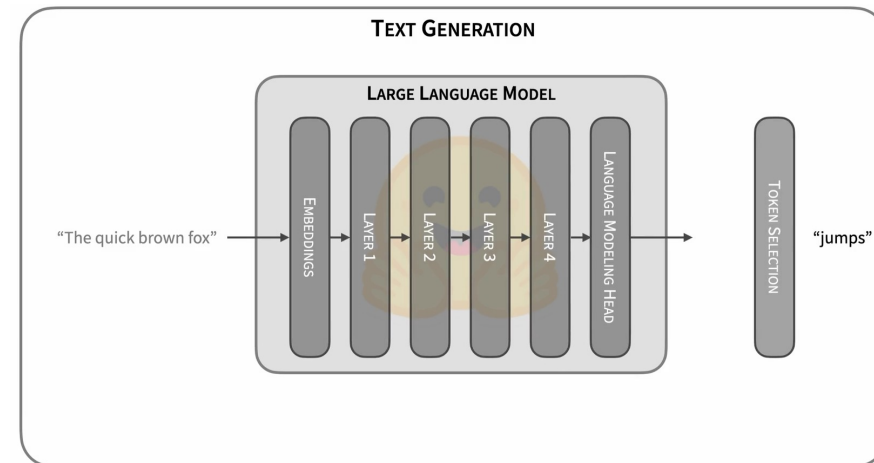 TEXT GENERATION
LARGE LANGUAGE MODEL
“The quick brown fox”
EMBEDDINGS
LAYER 1
LAYER 2
LAYER 3
LAYER 4
LANGUAGE MODELING HEAD
TOKEN SELECTION
“jumps”